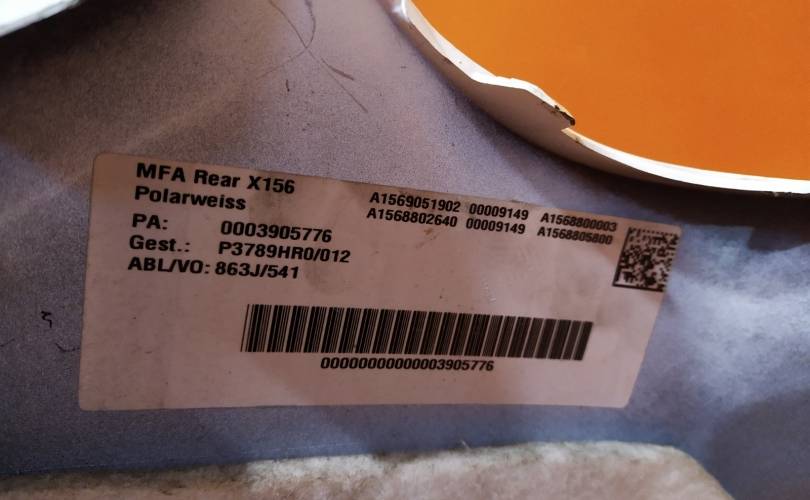 MFA Rear X156
Polarweiss
A1569051902 00009149 A1568800003
A1568802640 00009149 A1568805800
PA: 0003905776
Gest.: P3789HR0/012
ABL/VO: 863J/541
00000000000003905776